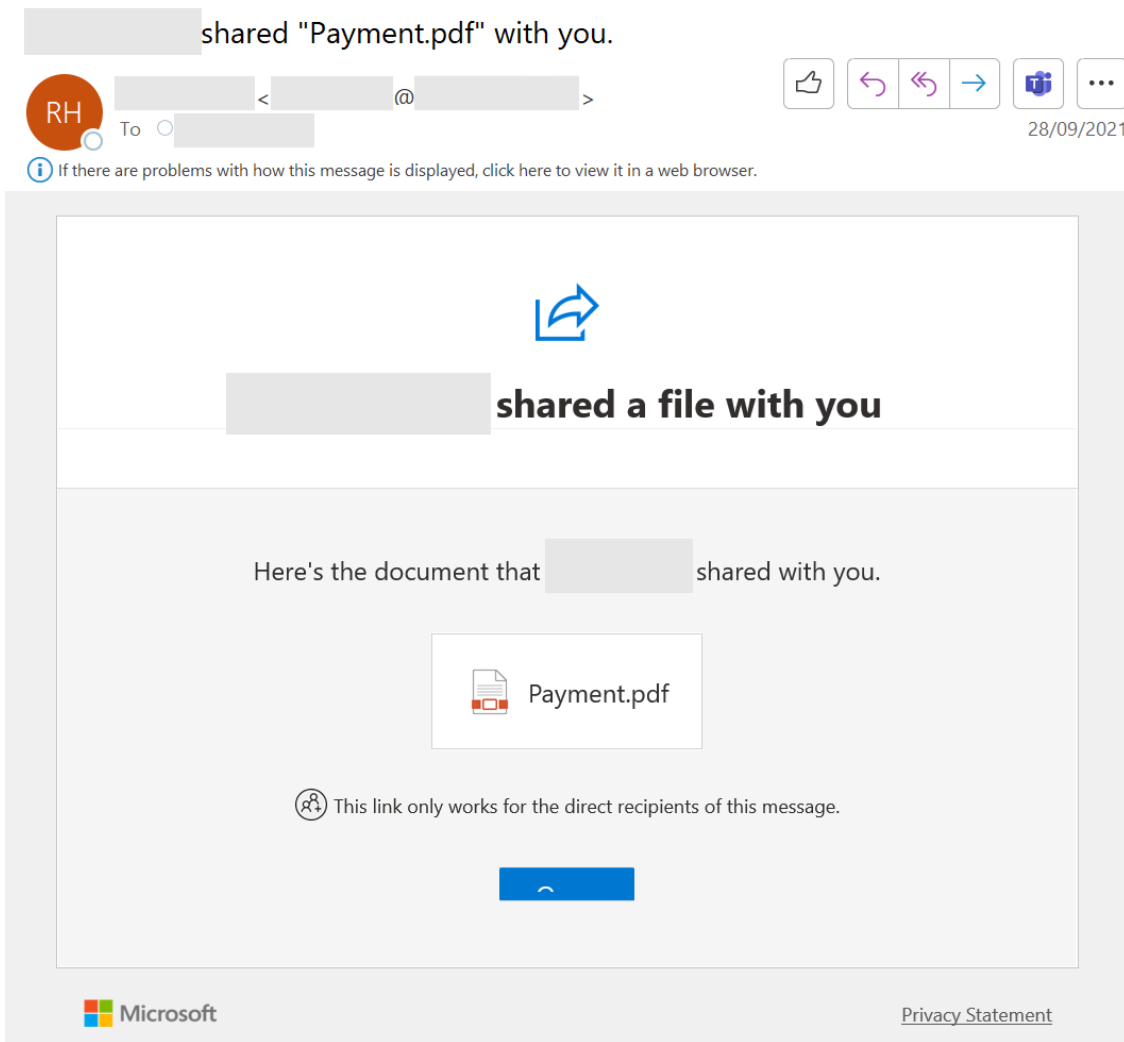 shared "Payment.pdf" with you.
RH
< @ >
To
28/09/2021
If there are problems with how this message is displayed, click here to view it in a web browser.
shared a file with you
Here's the document that shared with you.
Payment.pdf
This link only works for the direct recipients of this message.
Microsoft
Privacy Statement